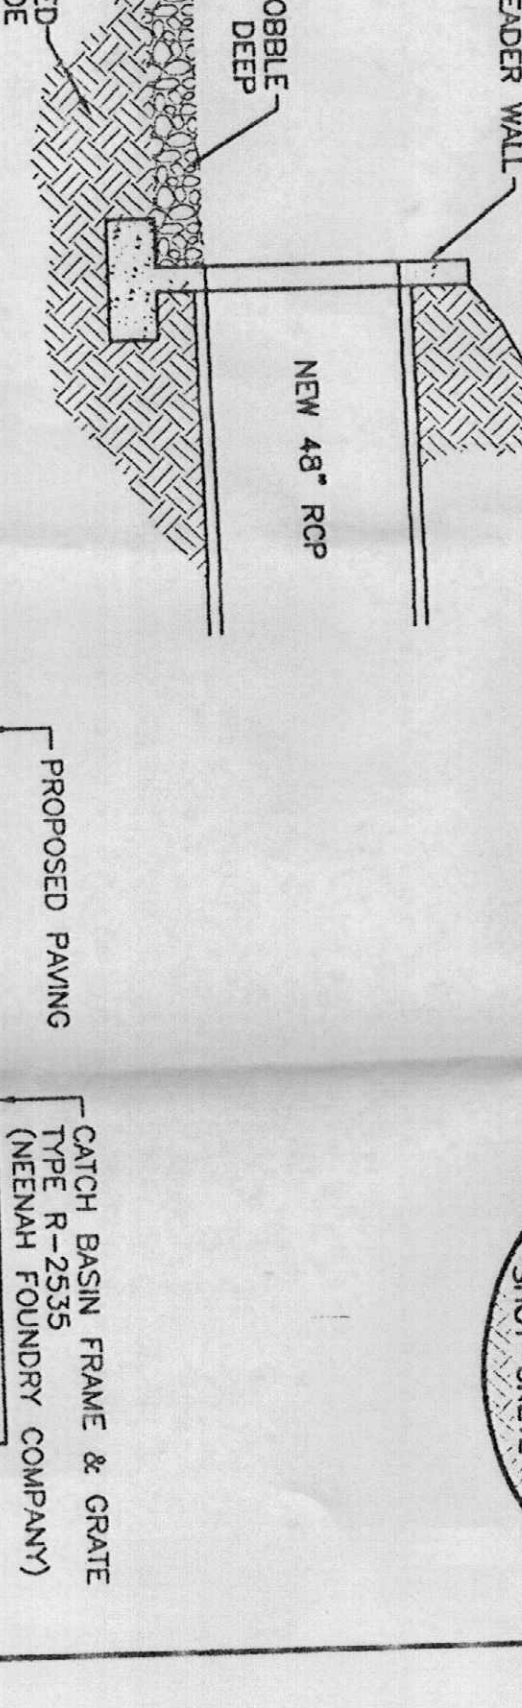 EADER WALL
OBBLE
DEEP
ED
DE
NEW 48" RCP
PROPOSED PAVING
CATCH BASIN FRAME & GRATE
TYPE R-2535
(NEENAH FOUNDRY COMPANY)